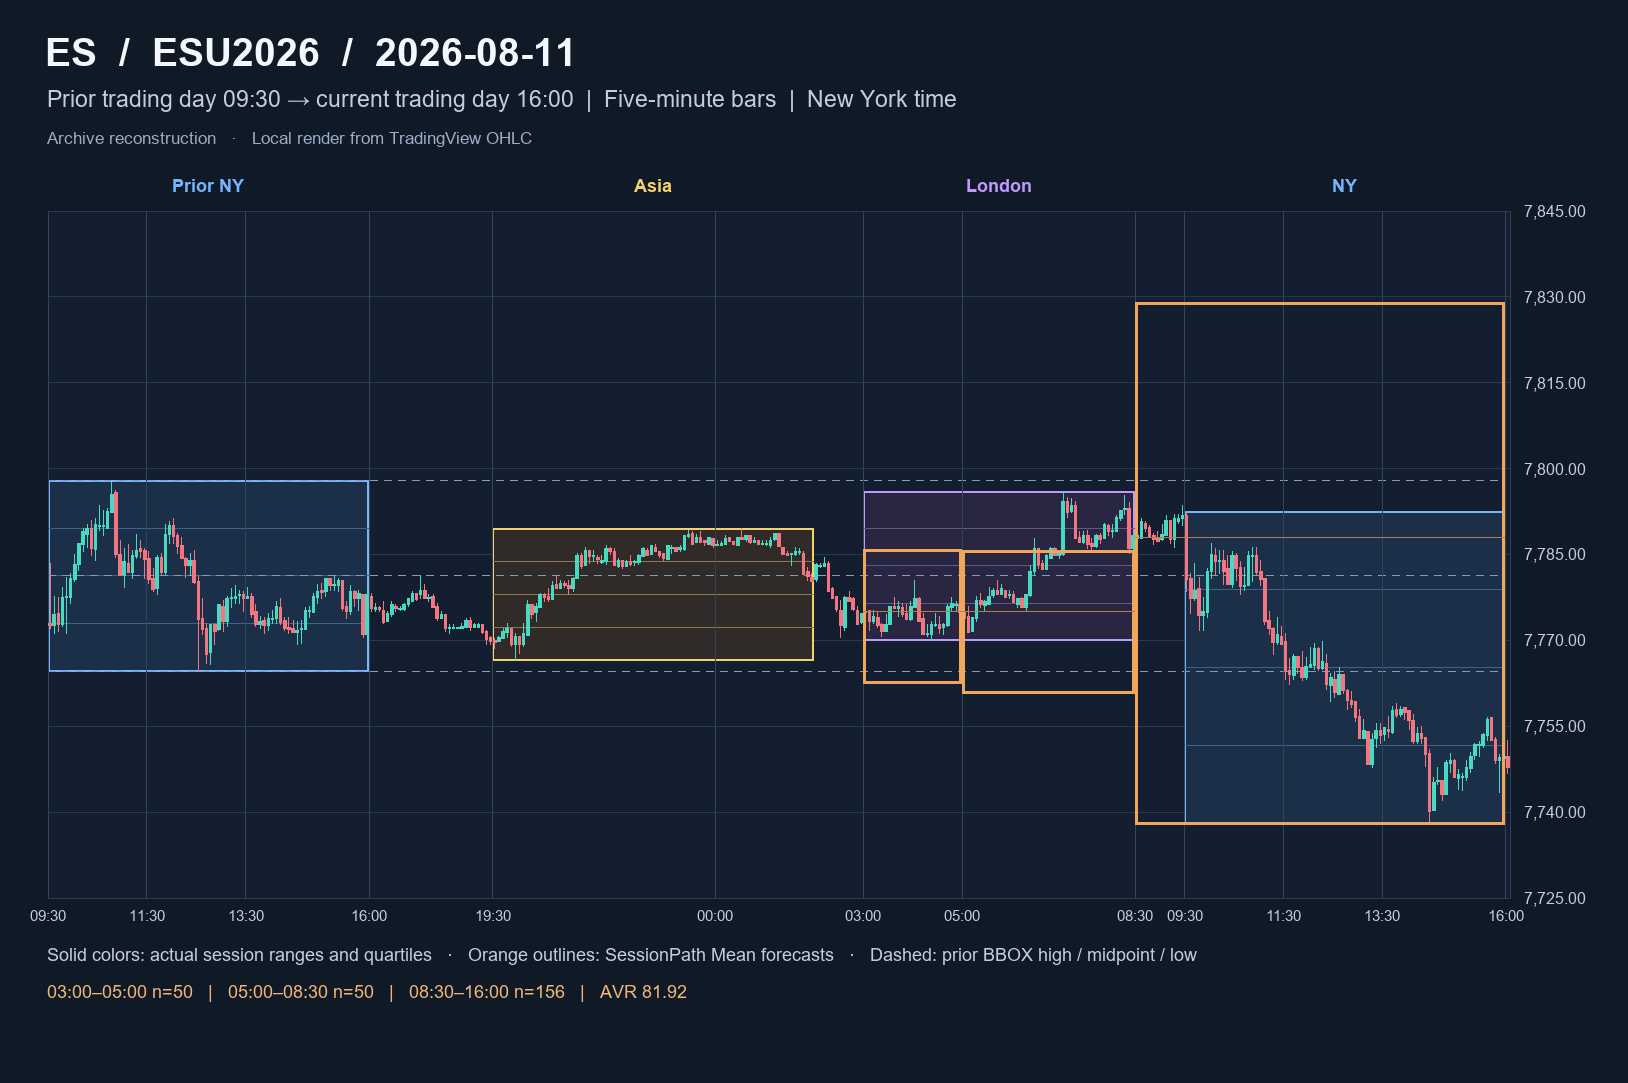 ES / ESU2026 / 2026-08-11
Prior trading day 09:30 → current trading day 16:00 | Five-minute bars | New York time
Archive reconstruction · Local render from TradingView OHLC
Prior NY Asia London NY
7,845.00
7,830.00
7,815.00
7,800.00
7,785.00
7,770.00
7,755.00
7,740.00
7,725.00
09:30 11:30 13:30 16:00 19:30 00:00 03:00 05:00 08:30 09:30 11:30 13:30 16:00
Solid colors: actual session ranges and quartiles · Orange outlines: SessionPath Mean forecasts · Dashed: prior BBOX high / midpoint / low
03:00–05:00 n=50 | 05:00–08:30 n=50 | 08:30–16:00 n=156 | AVR 81.92